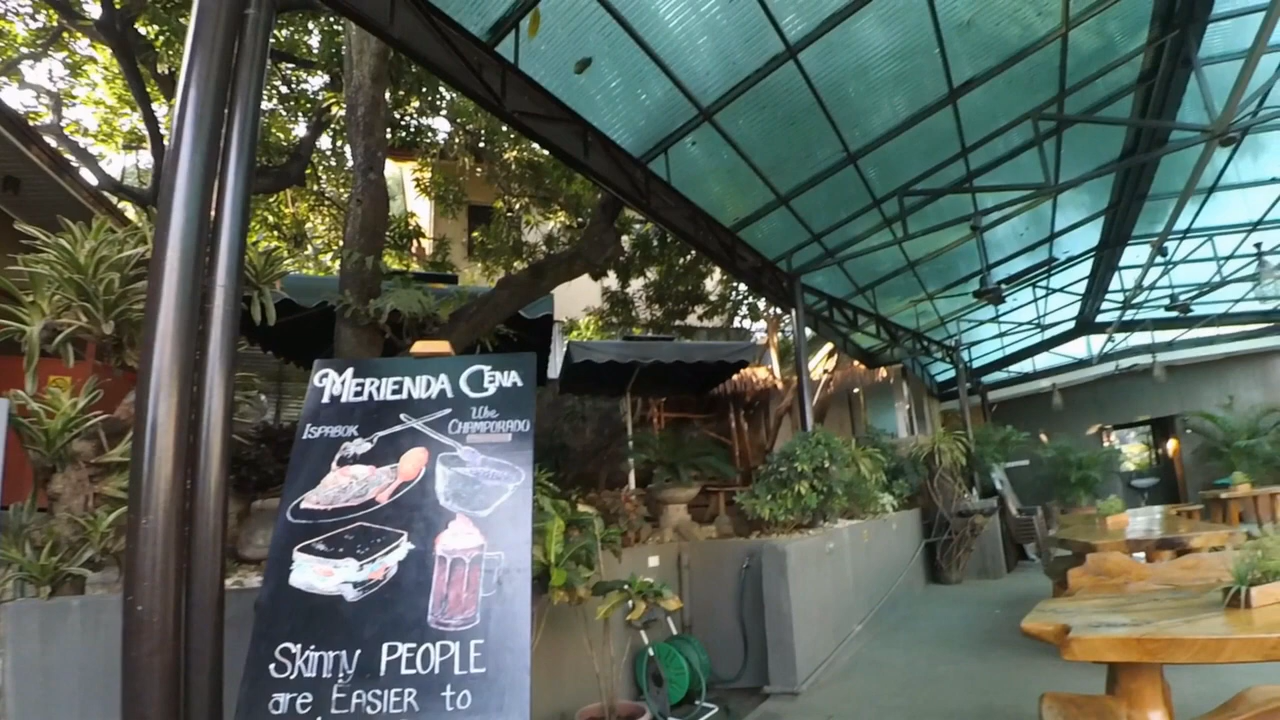 MERIENDA CENA
ISPABOK
Ube
CHAMPORADO
Skinny PEOPLE
are EASIER to